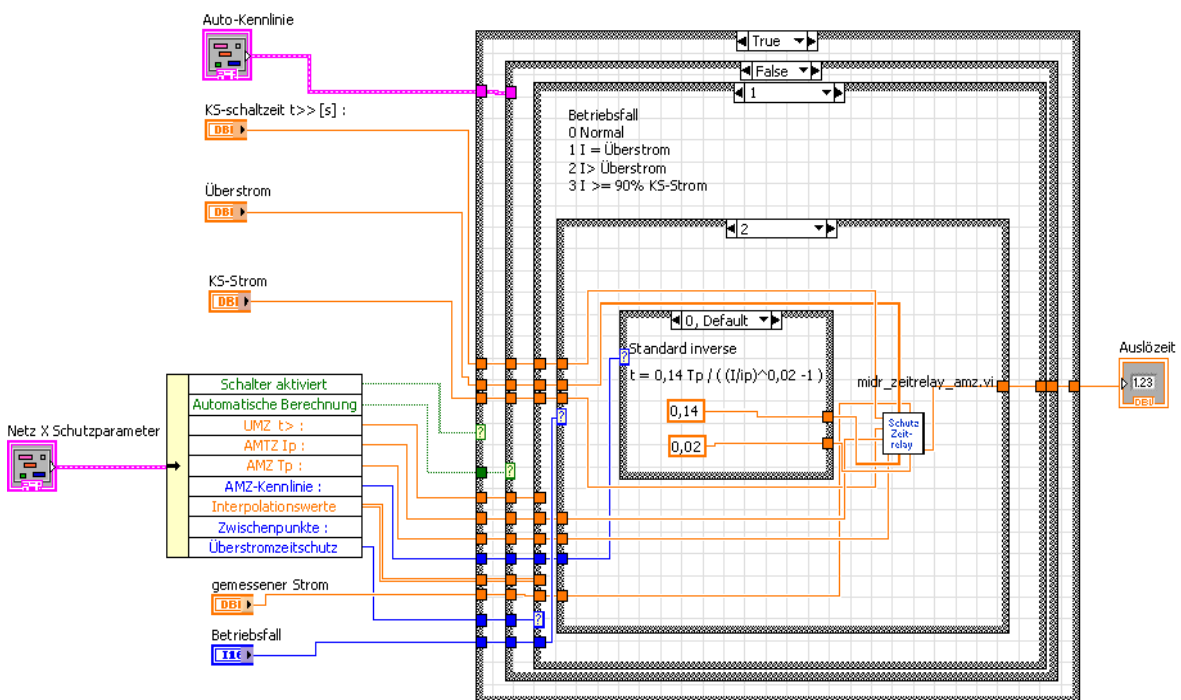 Auto-Kennlinie
True
False
1
KS-schaltzeit t>> [s] :
DBL
Betriebsfall
0 Normal
1 I = Überstrom
2 I> Überstrom
3 I >= 90% KS-Strom
Überstrom
DBL
2
KS-Strom
DBL
0, Default
Standard inverse
t = 0,14 Tp / ( (I/ip)^0,02 -1 )
0,14
0,02
midr_zeitrelay_amz.vi
Schutz
Zeit-
relay
Auslözeit
1.23
DBL
Netz X Schutzparameter
Schalter aktiviert
Automatische Berechnung
UMZ t> :
AMTZ Ip :
AMZ Tp :
AMZ-Kennlinie :
Interpolationswerte
Zwischenpunkte :
Überstromzeitschutz
gemessener Strom
DBL
Betriebsfall
I16